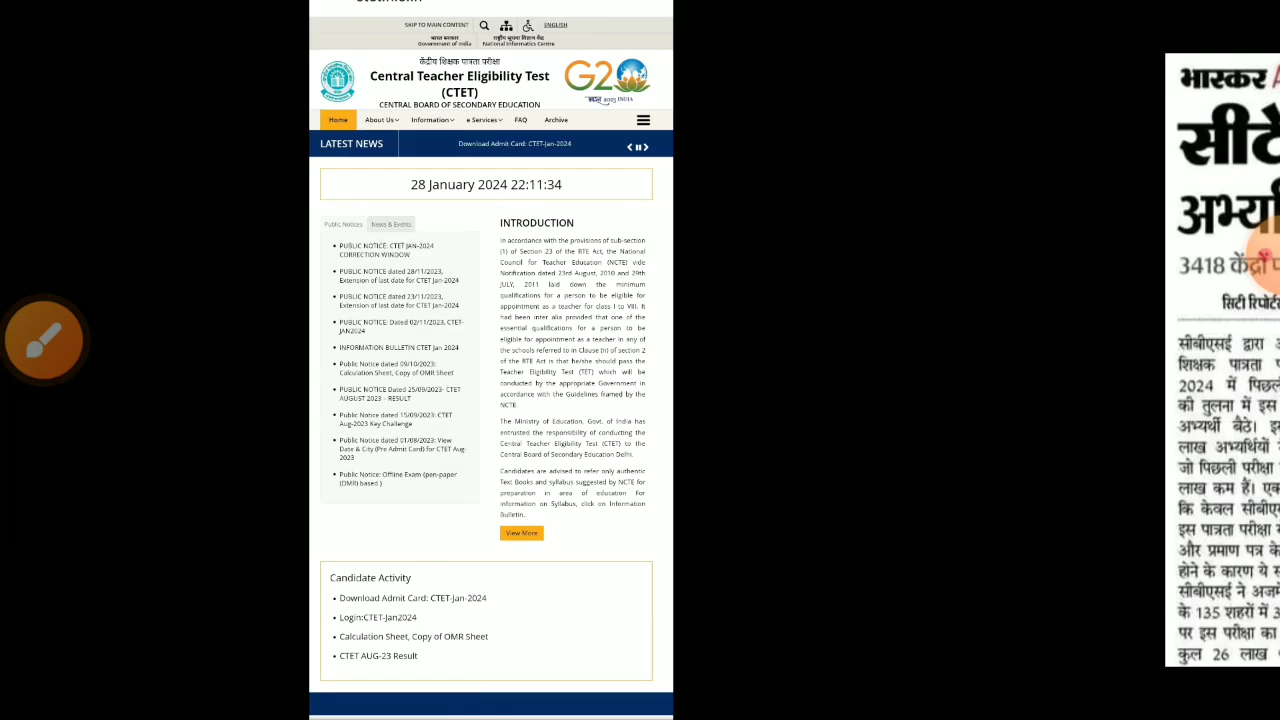 SKIP TO MAIN CONTENT
ENGLISH
भारत सरकार
Government of India
राष्ट्रीय सूचना विज्ञान केंद्र
National Informatics Centre
केंद्रीय शिक्षक पात्रता परीक्षा
Central Teacher Eligibility Test
(CTET)
CENTRAL BOARD OF SECONDARY EDUCATION
G20
भारत 2023 INDIA
Home
About Us
Information
e Services
FAQ
Archive
LATEST NEWS
Download Admit Card: CTET-Jan-2024
28 January 2024 22:11:34
Public Notices
News & Events
PUBLIC NOTICE: CTET JAN-2024
CORRECTION WINDOW
PUBLIC NOTICE dated 28/11/2023,
Extension of last date for CTET Jan-2024
PUBLIC NOTICE dated 23/11/2023,
Extension of last date for CTET Jan-2024
PUBLIC NOTICE: Dated 02/11/2023, CTET-
JAN2024
INFORMATION BULLETIN CTET Jan 2024
Public Notice dated 09/10/2023:
Calculation Sheet, Copy of OMR Sheet
PUBLIC NOTICE Dated 25/09/2023- CTET
AUGUST 2023 – RESULT
Public Notice dated 15/09/2023: CTET
Aug-2023 Key Challenge
Public Notice dated 01/08/2023: View
Date & City (Pre Admit Card) for CTET Aug-
2023
Public Notice: Offline Exam {pen-paper
(OMR) based }
INTRODUCTION
In accordance with the provisions of sub-section
(1) of Section 23 of the RTE Act, the National
Council for Teacher Education (NCTE) vide
Notification dated 23rd August, 2010 and 29th
JULY, 2011 laid down the minimum
qualifications for a person to be eligible for
appointment as a teacher for class I to VIII. It
had been inter alia provided that one of the
essential qualifications for a person to be
eligible for appointment as a teacher in any of
the schools referred to in Clause (n) of section 2
of the RTE Act is that he/she should pass the
Teacher Eligibility Test (TET) which will be
conducted by the appropriate Government in
accordance with the Guidelines framed by the
NCTE.
The Ministry of Education, Govt. of India has
entrusted the responsibility of conducting the
Central Teacher Eligibility Test (CTET) to the
Central Board of Secondary Education Delhi.
Candidates are advised to refer only authentic
Text Books and syllabus suggested by NCTE for
preparation in area of education For
information on Syllabus, click on Information
Bulletin.
View More
Candidate Activity
Download Admit Card: CTET-Jan-2024
Login:CTET-Jan2024
Calculation Sheet, Copy of OMR Sheet
CTET AUG-23 Result
भास्कर
3418 केंद्रों
सिटी
सीबीएसई द्वारा
शिक्षक पात्रता
2024 में
की तुलना में इस
अभ्यर्थी बैठे।
लाख अभ्यर्थियों
जो पिछली परीक्षा
लाख कम हैं।
कि केवल
इस पात्रता परीक्षा
और प्रमाण पत्र के
होने के कारण ये
सीबीएसई ने
के 135 शहरों में
पर इस परीक्षा का
कुल 26 लाख